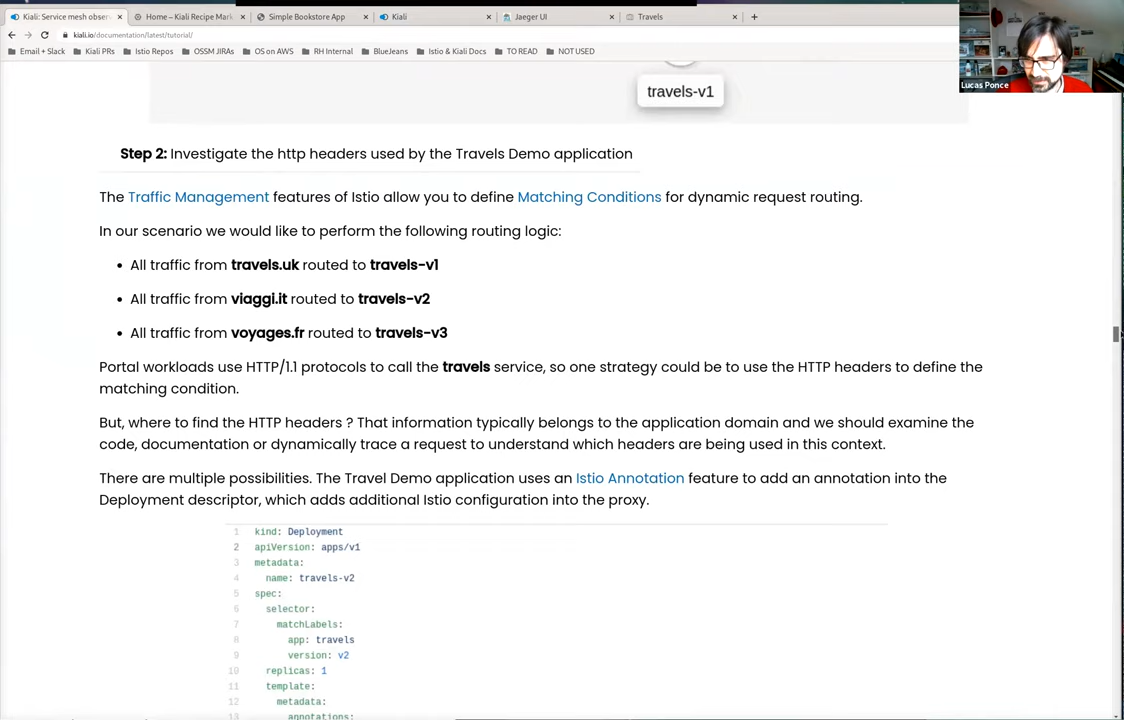 Kiali: Service mesh obser
Home – Kiali Recipe Mark
Simple Bookstore App
Kiali
Jaeger UI
Travels
kiali.io/documentation/latest/tutorial/
Email + Slack
Kiali PRs
Istio Repos
OSSM JIRAs
OS on AWS
RH Internal
BlueJeans
Istio & Kiali Docs
TO READ
NOT USED
Lucas Ponce
travels-v1
Step 2: Investigate the http headers used by the Travels Demo application
The Traffic Management features of Istio allow you to define Matching Conditions for dynamic request routing.
In our scenario we would like to perform the following routing logic:
• All traffic from travels.uk routed to travels-v1
• All traffic from viaggi.it routed to travels-v2
• All traffic from voyages.fr routed to travels-v3
Portal workloads use HTTP/1.1 protocols to call the travels service, so one strategy could be to use the HTTP headers to define the
matching condition.
But, where to find the HTTP headers ? That information typically belongs to the application domain and we should examine the
code, documentation or dynamically trace a request to understand which headers are being used in this context.
There are multiple possibilities. The Travel Demo application uses an Istio Annotation feature to add an annotation into the
Deployment descriptor, which adds additional Istio configuration into the proxy.
1 kind: Deployment
2 apiVersion: apps/v1
3 metadata:
4 name: travels-v2
5 spec:
6 selector:
7 matchLabels:
8 app: travels
9 version: v2
10 replicas: 1
11 template:
12 metadata:
13 annotations: